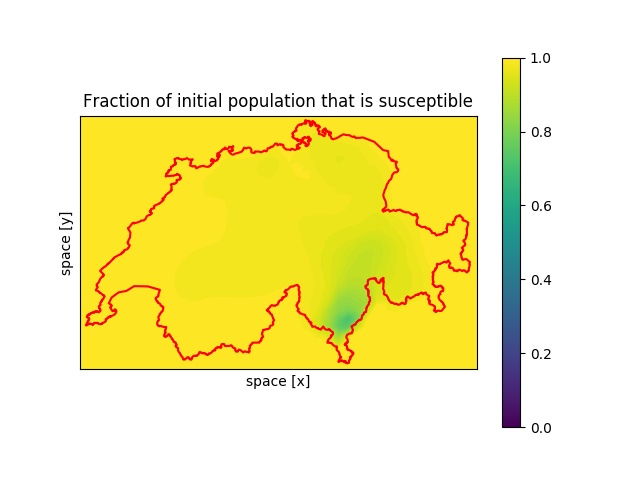 Fraction of initial population that is susceptible
space [y]
space [x]
1.0
0.8
0.6
0.4
0.2
0.0